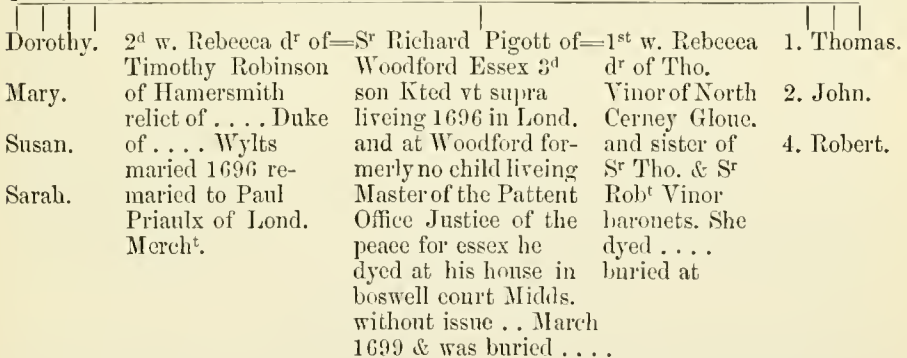 Dorothy.
Mary.
Susan.
Sarah.
2ᵈ w. Rebecca dʳ of=
Timothy Robinson
of Hamersmith
relict of . . . . Duke
of . . . . Wylts
maried 1696 re-
maried to Paul
Priaulx of Lond.
Mercht.
Sʳ Richard Pigott of=
Woodford Essex 3ᵈ
son Kted vt supra
liveing 1696 in Lond.
and at Woodford for-
merly no child liveing
Master of the Pattent
Office Justice of the
peace for essex he
dyed at his house in
boswell court Midds.
without issue . . March
1699 & was buried . . . .
1ˢᵗ w. Rebecca
dʳ of Tho.
Vinor of North
Cerney Glouc.
and sister of
Sʳ Tho. & Sʳ
Robᵗ Vinor
baronets. She
dyed . . . .
buried at
1. Thomas.
2. John.
4. Robert.